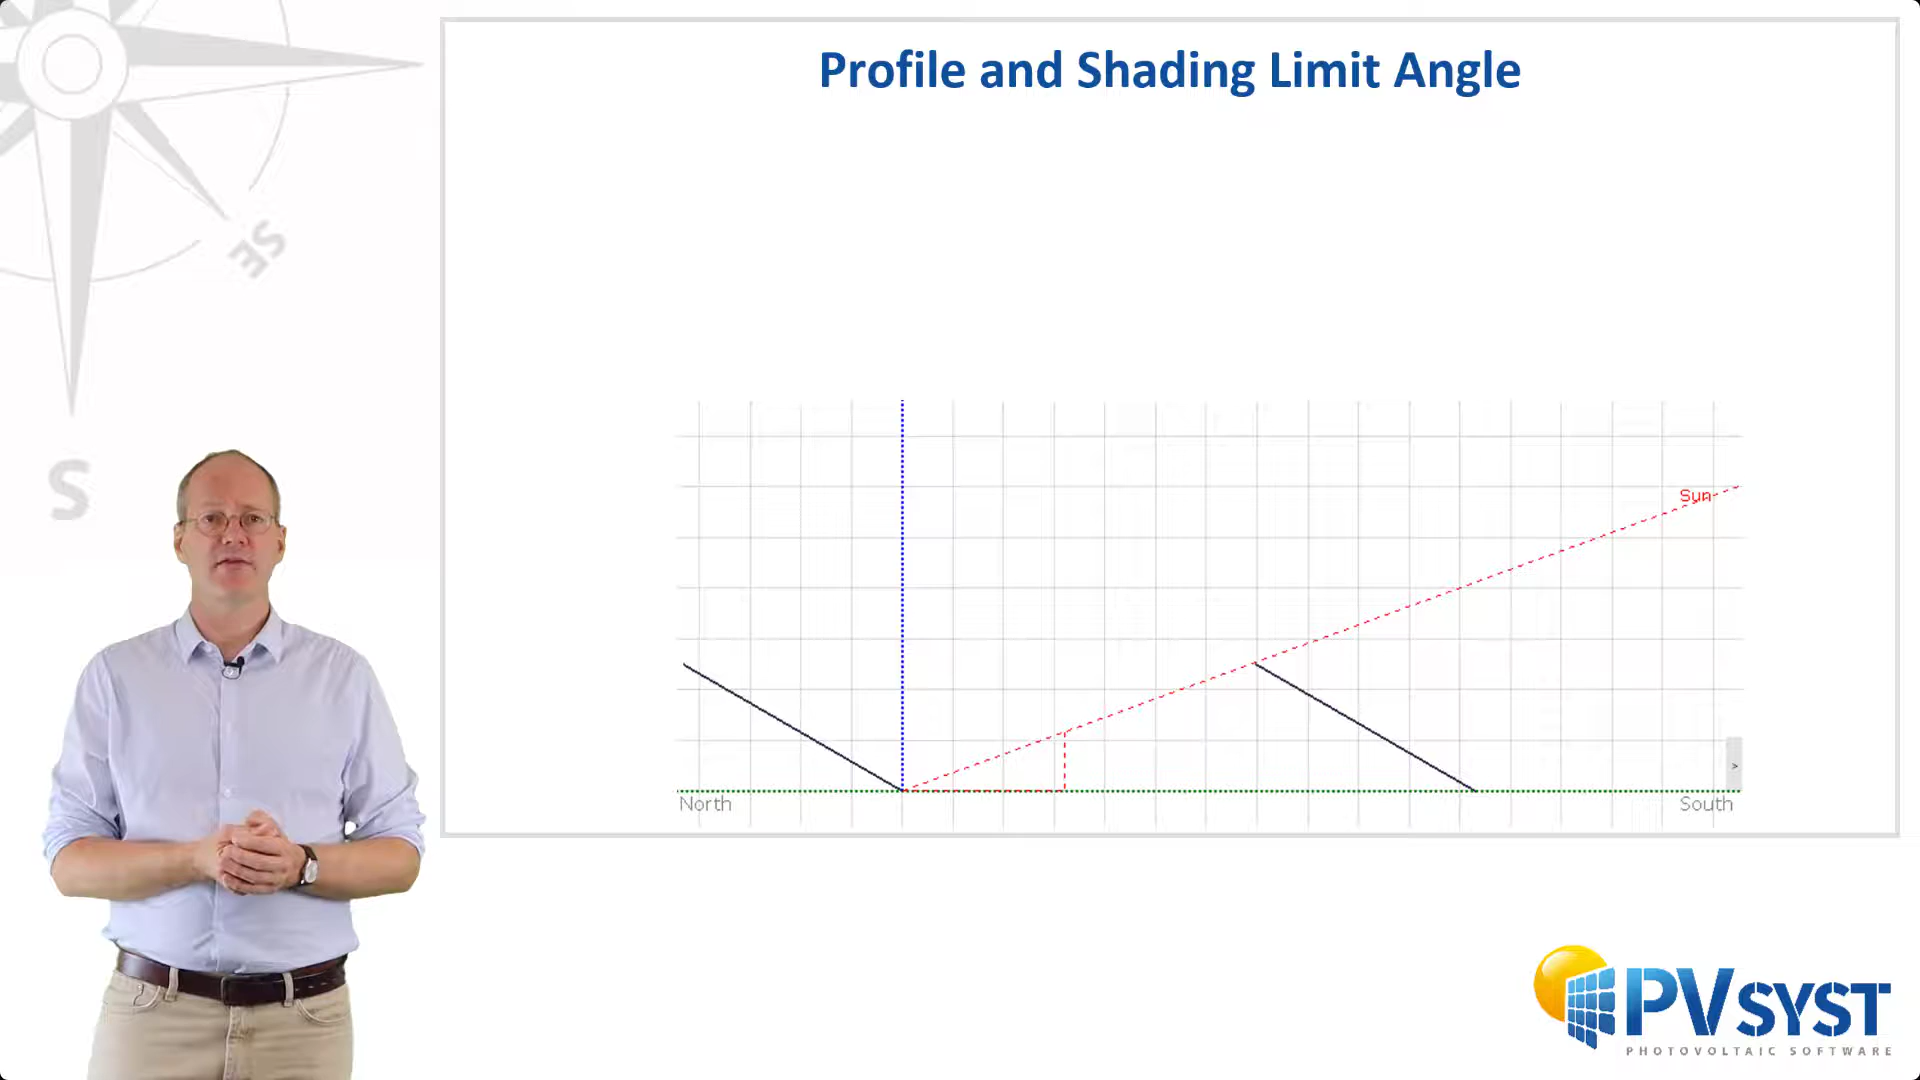 Profile and Shading Limit Angle
SE
S
Sun
>
North
South
PVSYST
PHOTOVOLTAIC SOFTWARE